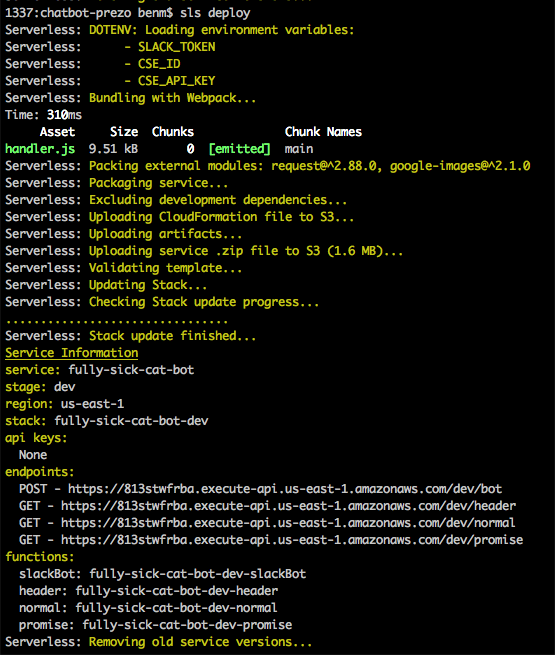 1337:chatbot-prezo benm$ sls deploy
Serverless: DOTENV: Loading environment variables:
Serverless:      - SLACK_TOKEN
Serverless:      - CSE_ID
Serverless:      - CSE_API_KEY
Serverless: Bundling with Webpack...
Time: 310ms
     Asset     Size  Chunks             Chunk Names
handler.js  9.51 kB       0  [emitted]  main
Serverless: Packing external modules: request@^2.88.0, google-images@^2.1.0
Serverless: Packaging service...
Serverless: Excluding development dependencies...
Serverless: Uploading CloudFormation file to S3...
Serverless: Uploading artifacts...
Serverless: Uploading service .zip file to S3 (1.6 MB)...
Serverless: Validating template...
Serverless: Updating Stack...
Serverless: Checking Stack update progress...
................................
Serverless: Stack update finished...
Service Information
service: fully-sick-cat-bot
stage: dev
region: us-east-1
stack: fully-sick-cat-bot-dev
api keys:
  None
endpoints:
  POST - https://813stwfrba.execute-api.us-east-1.amazonaws.com/dev/bot
  GET - https://813stwfrba.execute-api.us-east-1.amazonaws.com/dev/header
  GET - https://813stwfrba.execute-api.us-east-1.amazonaws.com/dev/normal
  GET - https://813stwfrba.execute-api.us-east-1.amazonaws.com/dev/promise
functions:
  slackBot: fully-sick-cat-bot-dev-slackBot
  header: fully-sick-cat-bot-dev-header
  normal: fully-sick-cat-bot-dev-normal
  promise: fully-sick-cat-bot-dev-promise
Serverless: Removing old service versions...